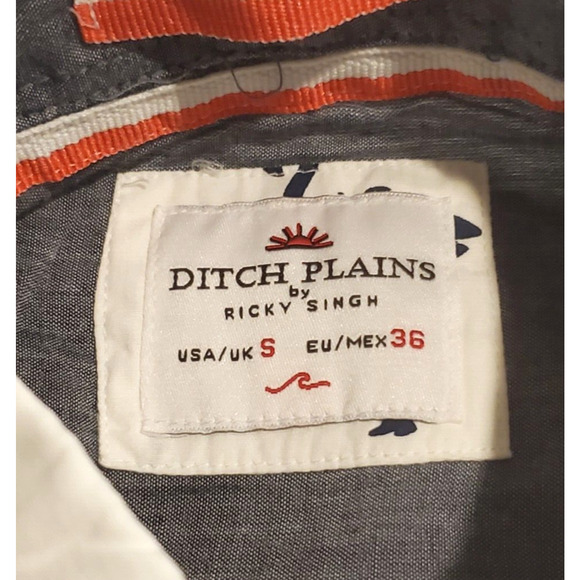 DITCH PLAINS
by
RICKY SINGH
USA/UK S EU/MEX 36